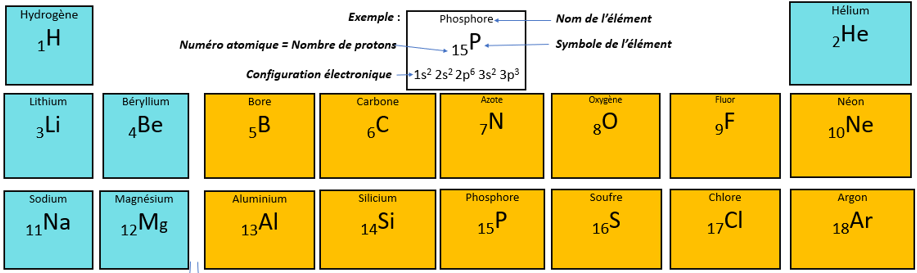 Hydrogène
₁H
Exemple :
Phosphore
Nom de l'élément
Numéro atomique = Nombre de protons
₁₅P
Symbole de l'élément
Configuration électronique
1s² 2s² 2p⁶ 3s² 3p³
Hélium
₂He
Lithium
Béryllium
Bore
Carbone
Azote
Oxygène
Fluor
Néon
₃Li
₄Be
₅B
₆C
₇N
₈O
₉F
₁₀Ne
Sodium
Magnésium
Aluminium
Silicium
Phosphore
Soufre
Chlore
Argon
₁₁Na
₁₂Mg
₁₃Al
₁₄Si
₁₅P
₁₆S
₁₇Cl
₁₈Ar